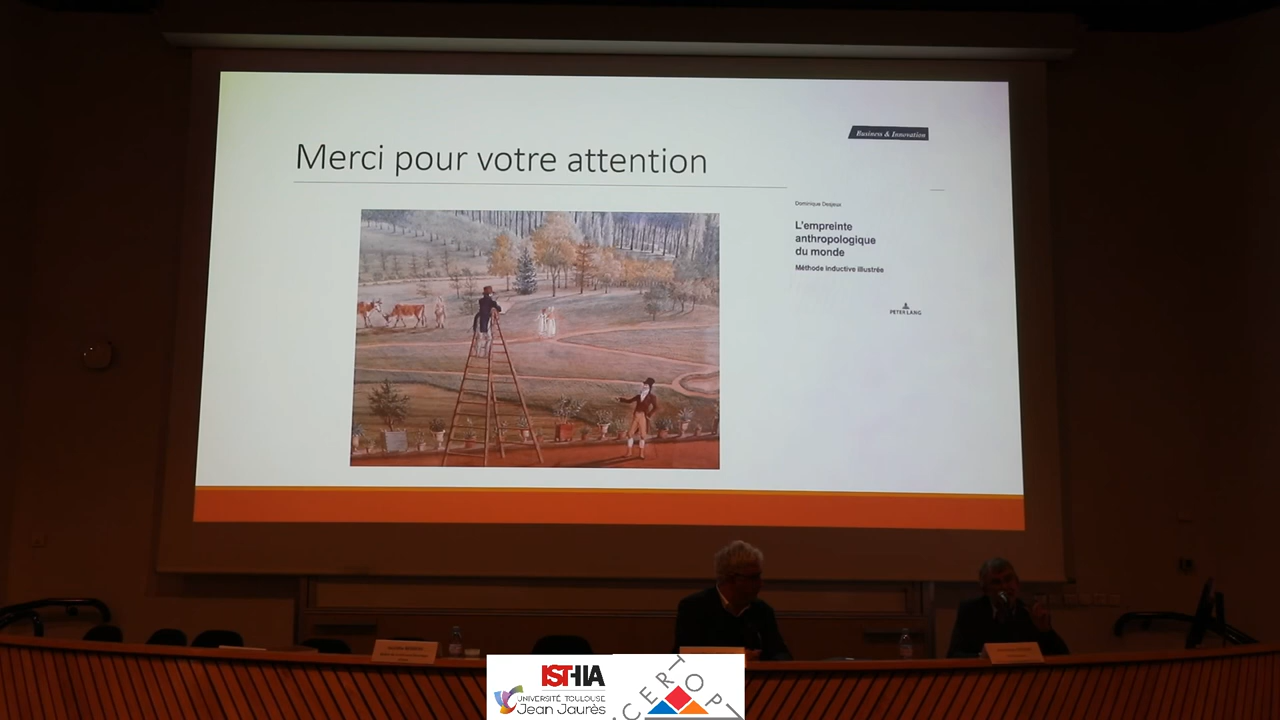 Business & Innovation
Merci pour votre attention
Dominique Desjeux
L'empreinte
anthropologique
du monde
Méthode inductive illustrée
PETER LANG
ISTHIA
UNIVERSITÉ TOULOUSE
Jean Jaurès
CERTOP